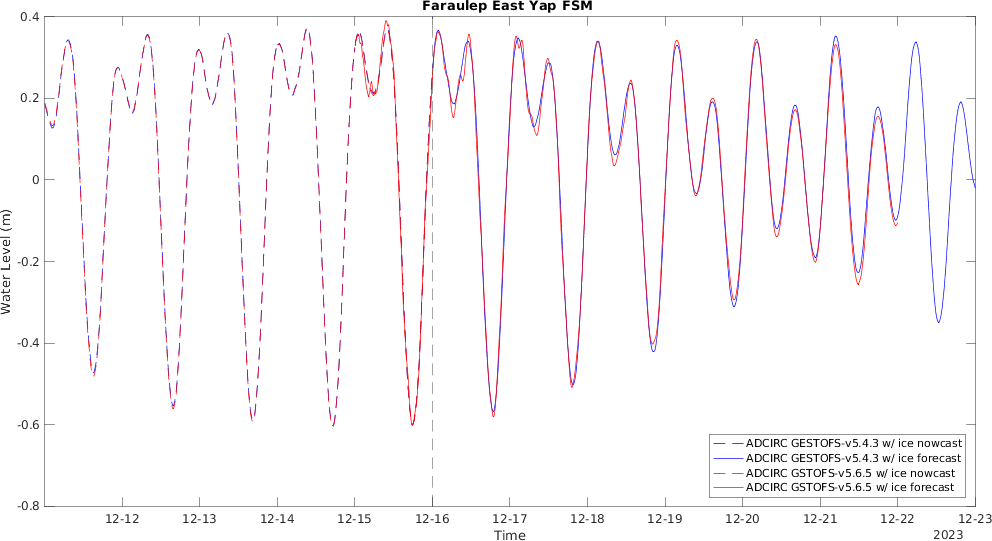 Faraulep East Yap FSM
0.4
0.2
0
-0.2
-0.4
-0.6
-0.8
Water Level (m)
12-12
12-13
12-14
12-15
12-16
12-17
12-18
12-19
12-20
12-21
12-22
12-23
Time
2023
ADCIRC GESTOFS-v5.4.3 w/ ice nowcast
ADCIRC GESTOFS-v5.4.3 w/ ice forecast
ADCIRC GSTOFS-v5.6.5 w/ ice nowcast
ADCIRC GSTOFS-v5.6.5 w/ ice forecast